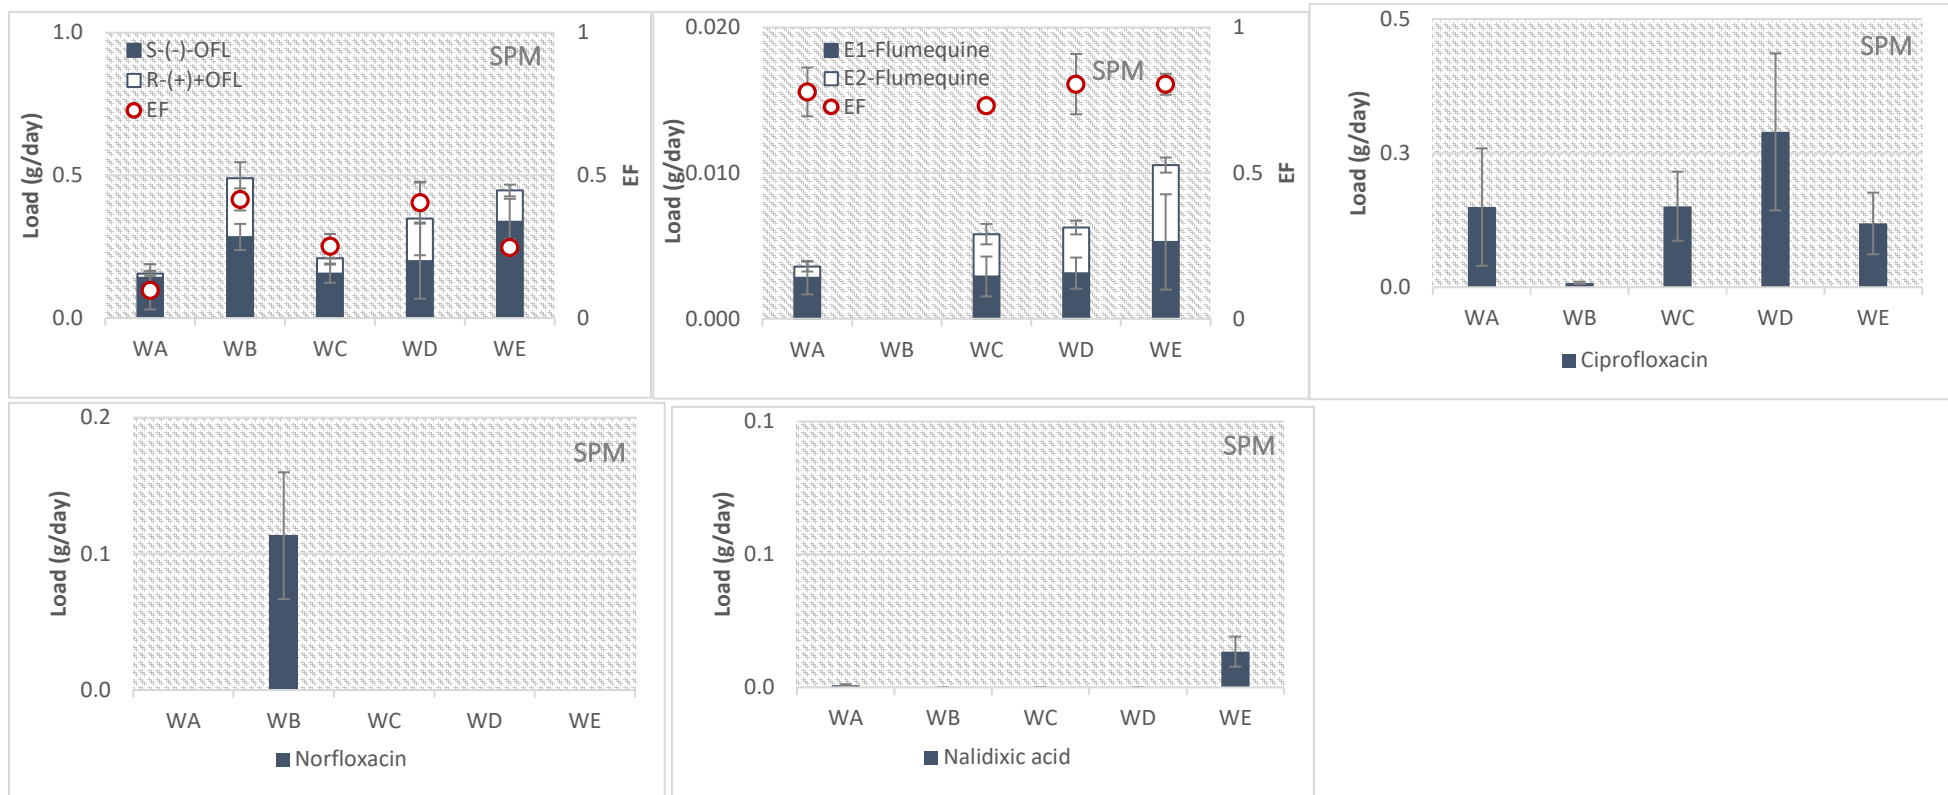 1.0
0.5
0.0
Load (g/day)
S-(-)-OFL
R-(+)+OFL
EF
SPM
1
0.5
0
EF
WA WB WC WD WE
0.020
0.010
0.000
Load (g/day)
E1-Flumequine
E2-Flumequine
EF
SPM
1
0.5
0
EF
WA WB WC WD WE
0.5
0.3
0.0
Load (g/day)
SPM
WA WB WC WD WE
Ciprofloxacin
0.2
0.1
0.0
Load (g/day)
SPM
WA WB WC WD WE
Norfloxacin
0.1
0.1
0.0
Load (g/day)
SPM
WA WB WC WD WE
Nalidixic acid